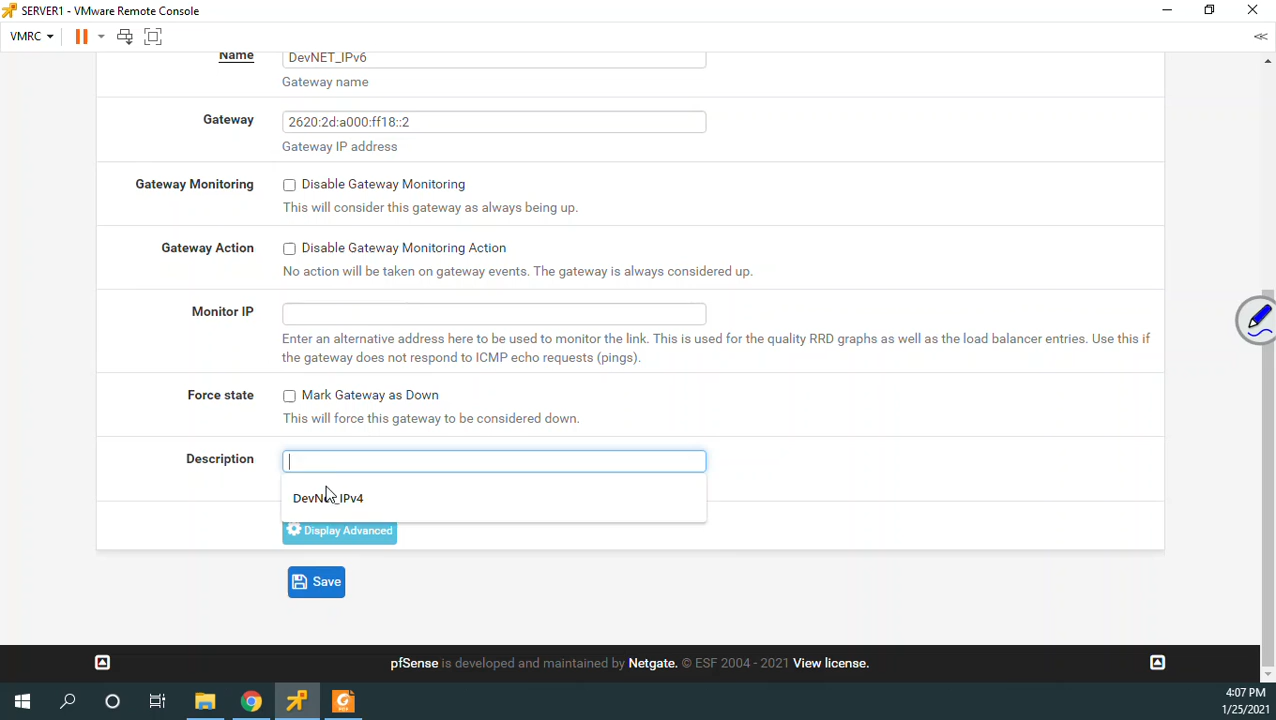 SERVER1 - VMware Remote Console
VMRC
Name
DevNET_IPv6
Gateway name
Gateway
2620:2d:a000:ff18::2
Gateway IP address
Gateway Monitoring
Disable Gateway Monitoring
This will consider this gateway as always being up.
Gateway Action
Disable Gateway Monitoring Action
No action will be taken on gateway events. The gateway is always considered up.
Monitor IP
Enter an alternative address here to be used to monitor the link. This is used for the quality RRD graphs as well as the load balancer entries. Use this if
the gateway does not respond to ICMP echo requests (pings).
Force state
Mark Gateway as Down
This will force this gateway to be considered down.
Description
Display Advanced
Save
pfSense is developed and maintained by Netgate. © ESF 2004 - 2021 View license.
4:07 PM
1/25/2021